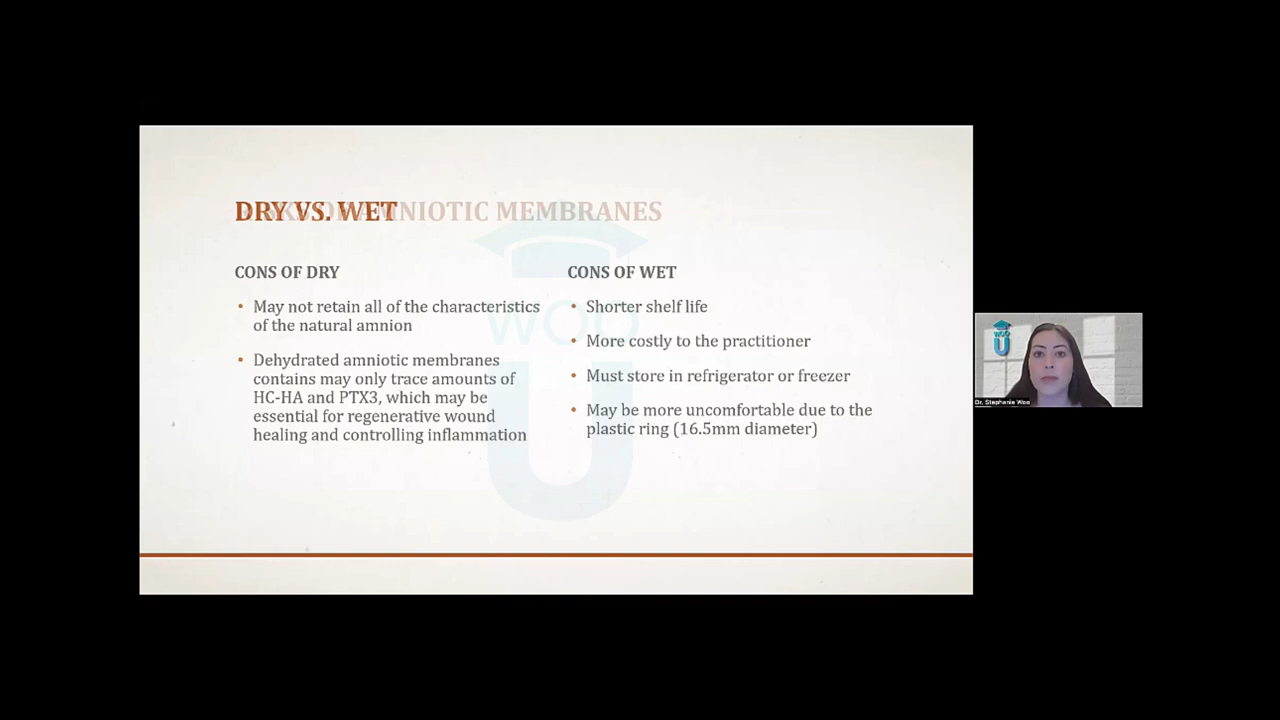 DRY VS. WET
AMNIOTIC MEMBRANES
CONS OF DRY
• May not retain all of the characteristics
of the natural amnion
• Dehydrated amniotic membranes
contains may only trace amounts of
HC-HA and PTX3, which may be
essential for regenerative wound
healing and controlling inflammation
CONS OF WET
• Shorter shelf life
• More costly to the practitioner
• Must store in refrigerator or freezer
• May be more uncomfortable due to the
plastic ring (16.5mm diameter)
WOO
U
WOO
U
Dr. Stephanie Woo